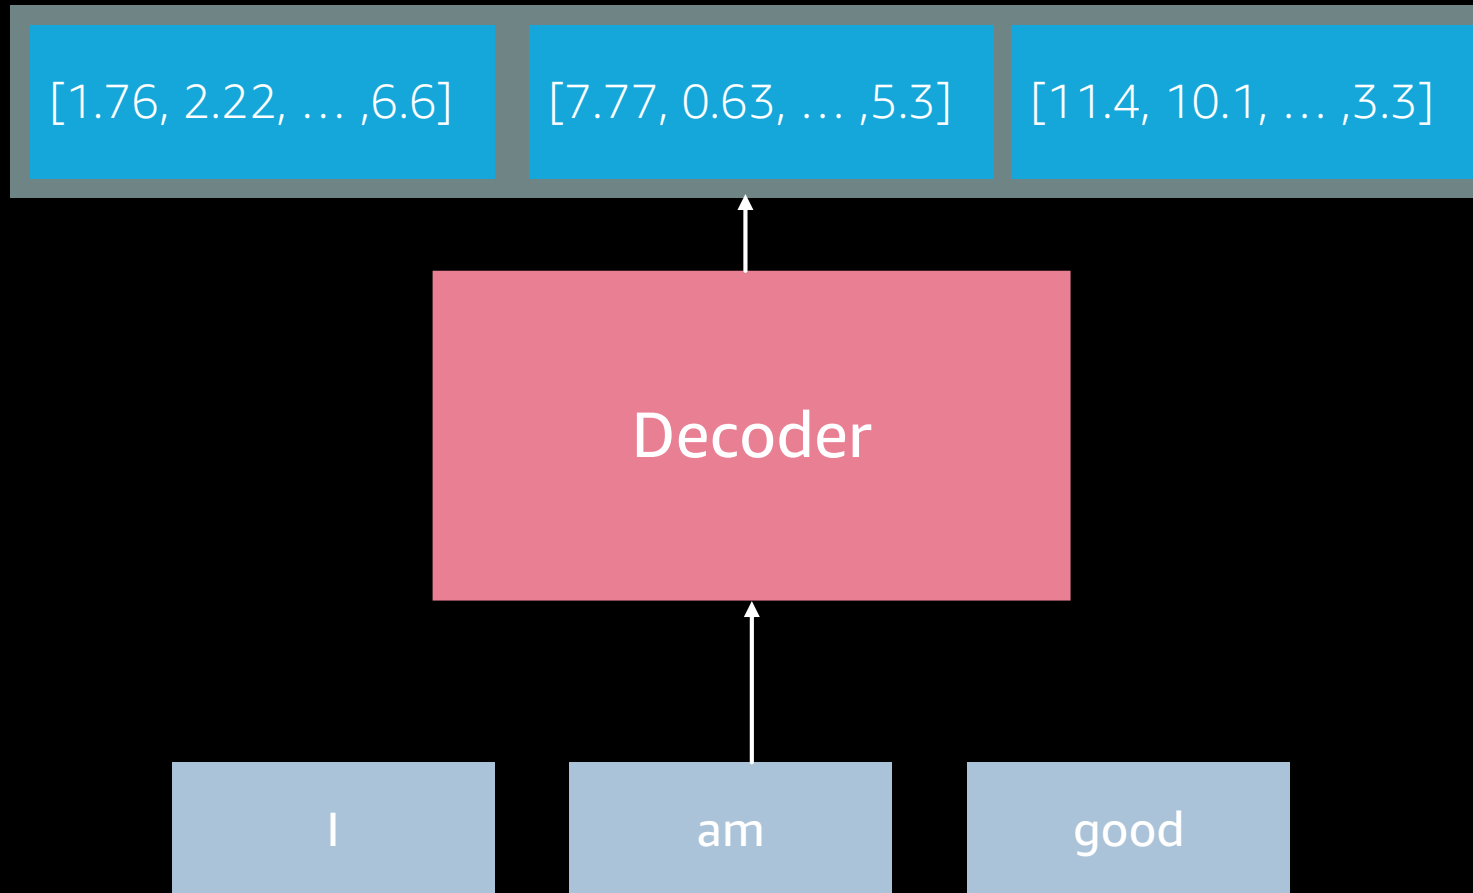 [1.76, 2.22, … ,6.6] [7.77, 0.63, … ,5.3] [11.4, 10.1, … ,3.3]
Decoder
I am good